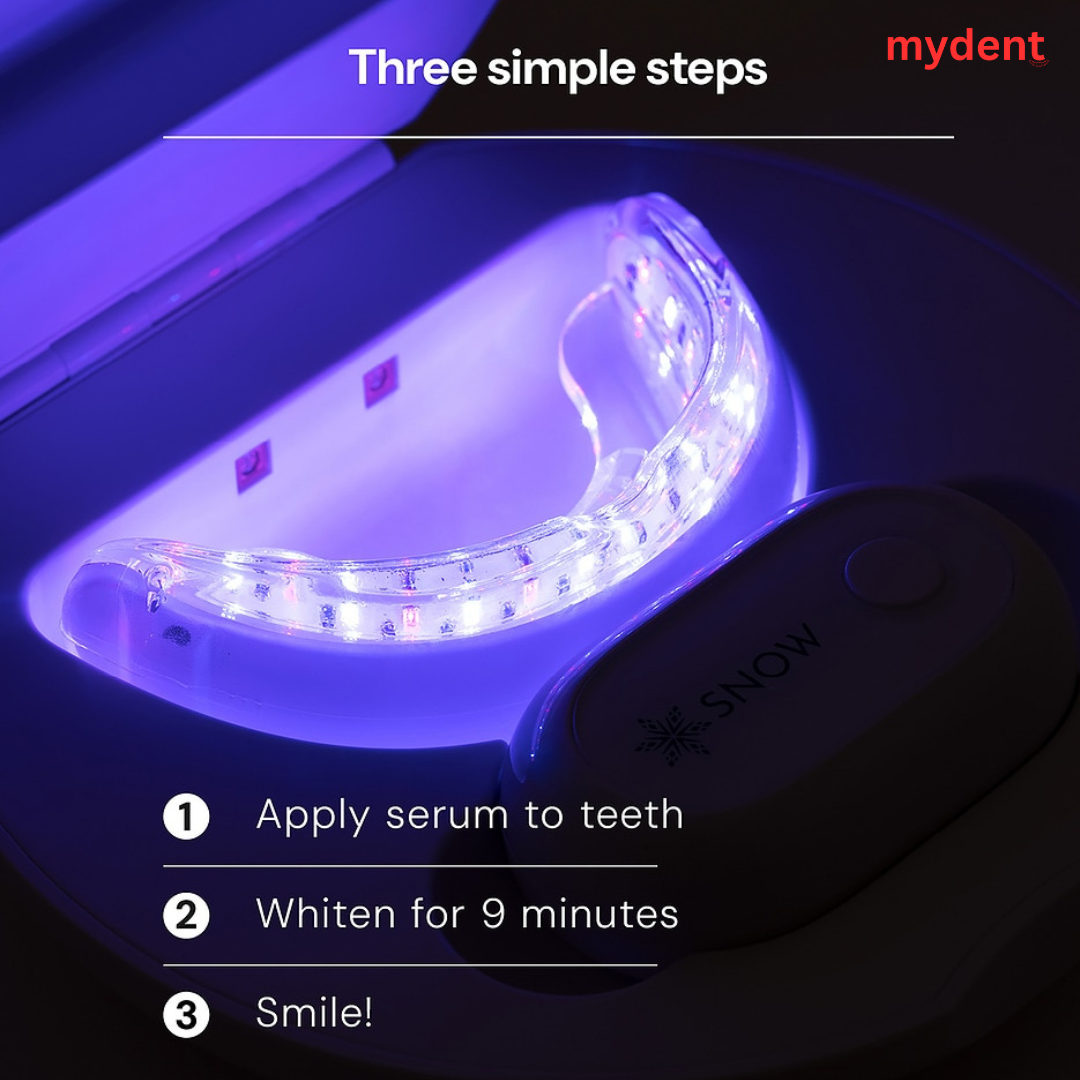 Three simple steps
mydent
SNOW
1 Apply serum to teeth
2 Whiten for 9 minutes
3 Smile!